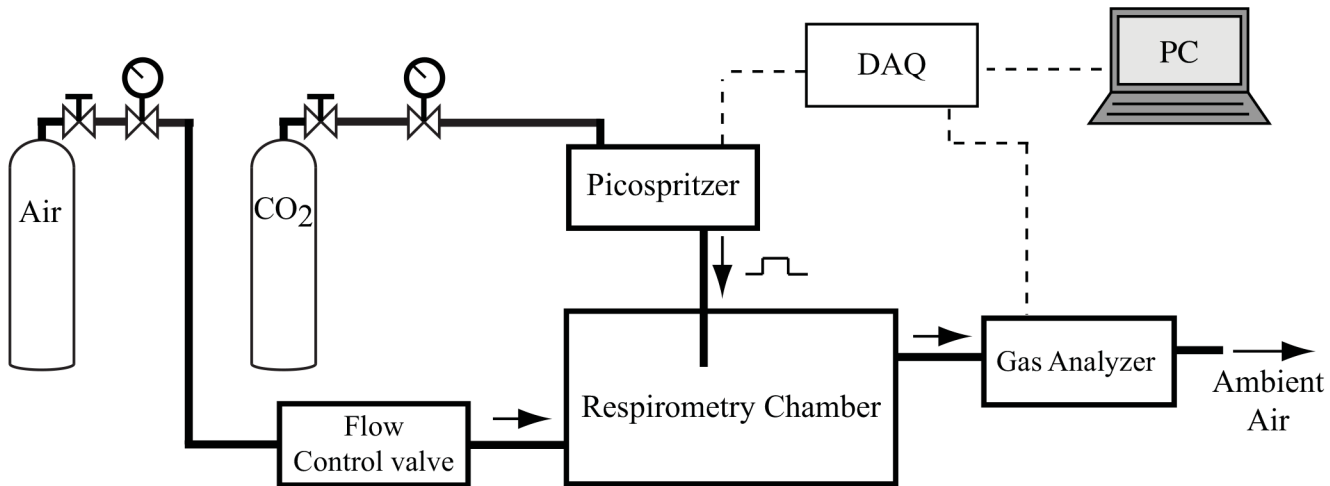 Air
CO2
Picospritzer
DAQ
PC
Flow
Control valve
Respirometry Chamber
Gas Analyzer
Ambient
Air